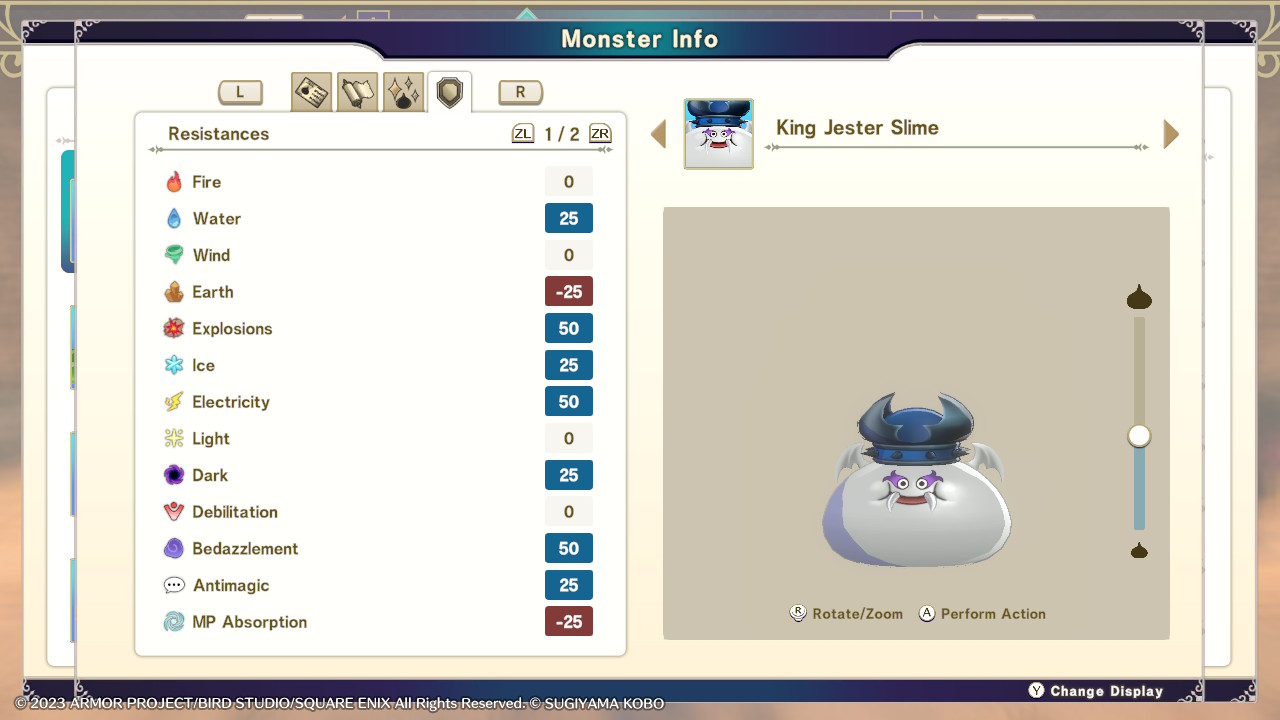 Monster Info
L
R
Resistances
ZL 1 / 2 ZR
King Jester Slime
Fire 0
Water 25
Wind 0
Earth -25
Explosions 50
Ice 25
Electricity 50
Light 0
Dark 25
Debilitation 0
Bedazzlement 50
Antimagic 25
MP Absorption -25
R Rotate/Zoom A Perform Action
Y Change Display
© 2023 ARMOR PROJECT/BIRD STUDIO/SQUARE ENIX All Rights Reserved. © SUGIYAMA KOBO